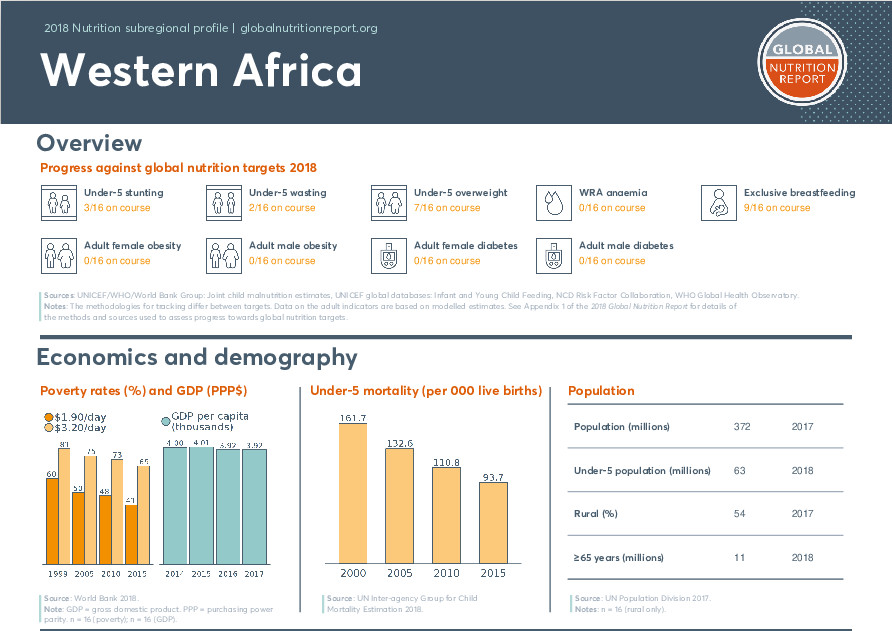 2018 Nutrition subregional profile | globalnutritionreport.org
Western Africa
GLOBAL
NUTRITION
REPORT
Overview
Progress against global nutrition targets 2018
Under-5 stunting
3/16 on course
Under-5 wasting
2/16 on course
Under-5 overweight
7/16 on course
WRA anaemia
0/16 on course
Exclusive breastfeeding
9/16 on course
Adult female obesity
0/16 on course
Adult male obesity
0/16 on course
Adult female diabetes
0/16 on course
Adult male diabetes
0/16 on course
Sources: UNICEF/WHO/World Bank Group: Joint child malnutrition estimates, UNICEF global databases: Infant and Young Child Feeding, NCD Risk Factor Collaboration, WHO Global Health Observatory.
Notes: The methodologies for tracking differ between targets. Data on the adult indicators are based on modelled estimates. See Appendix 1 of the 2018 Global Nutrition Report for details of
the methods and sources used to assess progress towards global nutrition targets.
Economics and demography
Poverty rates (%) and GDP (PPP$)
$1.90/day
$3.20/day
60 81 50 75 48 73 41 65
1999 2005 2010 2015
GDP per capita
(thousands)
4.00 4.01 3.92 3.92
2014 2015 2016 2017
Source: World Bank 2018.
Note: GDP = gross domestic product. PPP = purchasing power
parity. n = 16 (poverty); n = 16 (GDP).
Under-5 mortality (per 000 live births)
161.7
132.6
110.8
93.7
2000 2005 2010 2015
Source: UN Inter-agency Group for Child
Mortality Estimation 2018.
Population
Population (millions) 372 2017
Under-5 population (millions) 63 2018
Rural (%) 54 2017
≥65 years (millions) 11 2018
Source: UN Population Division 2017.
Notes: n = 16 (rural only).